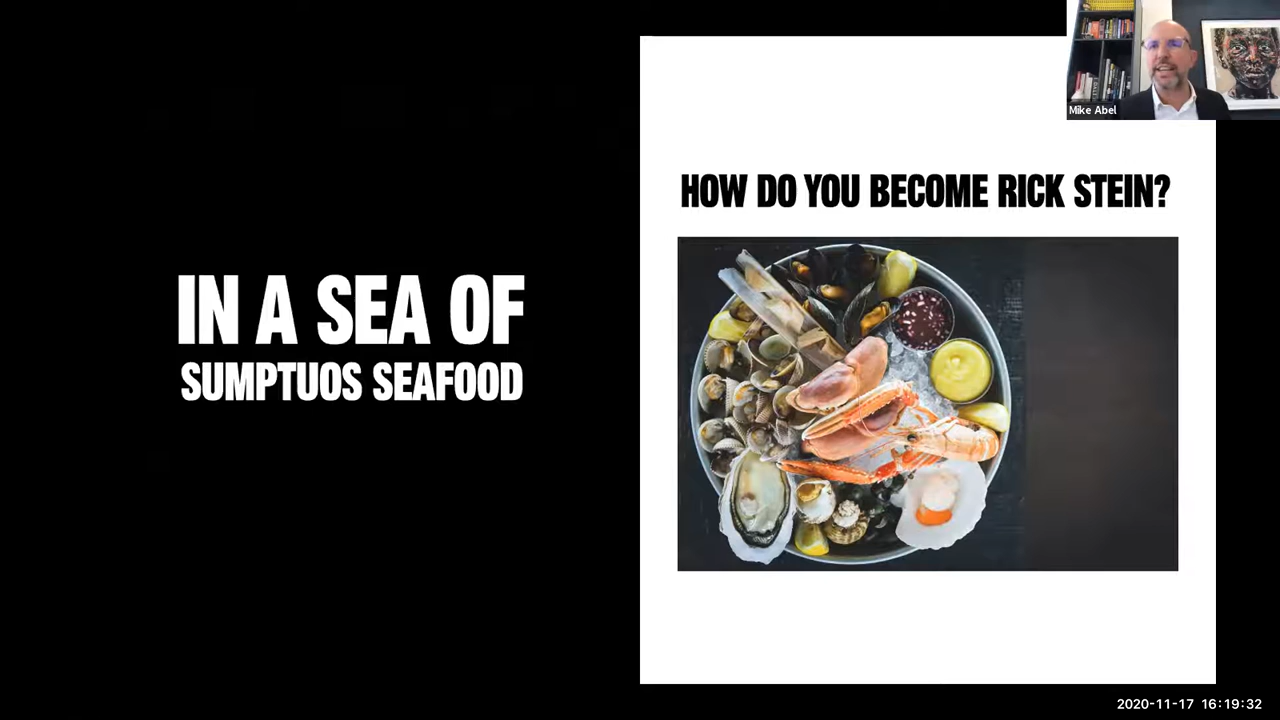 IN A SEA OF
SUMPTUOS SEAFOOD
HOW DO YOU BECOME RICK STEIN?
Mike Abel
2020-11-17 16:19:32